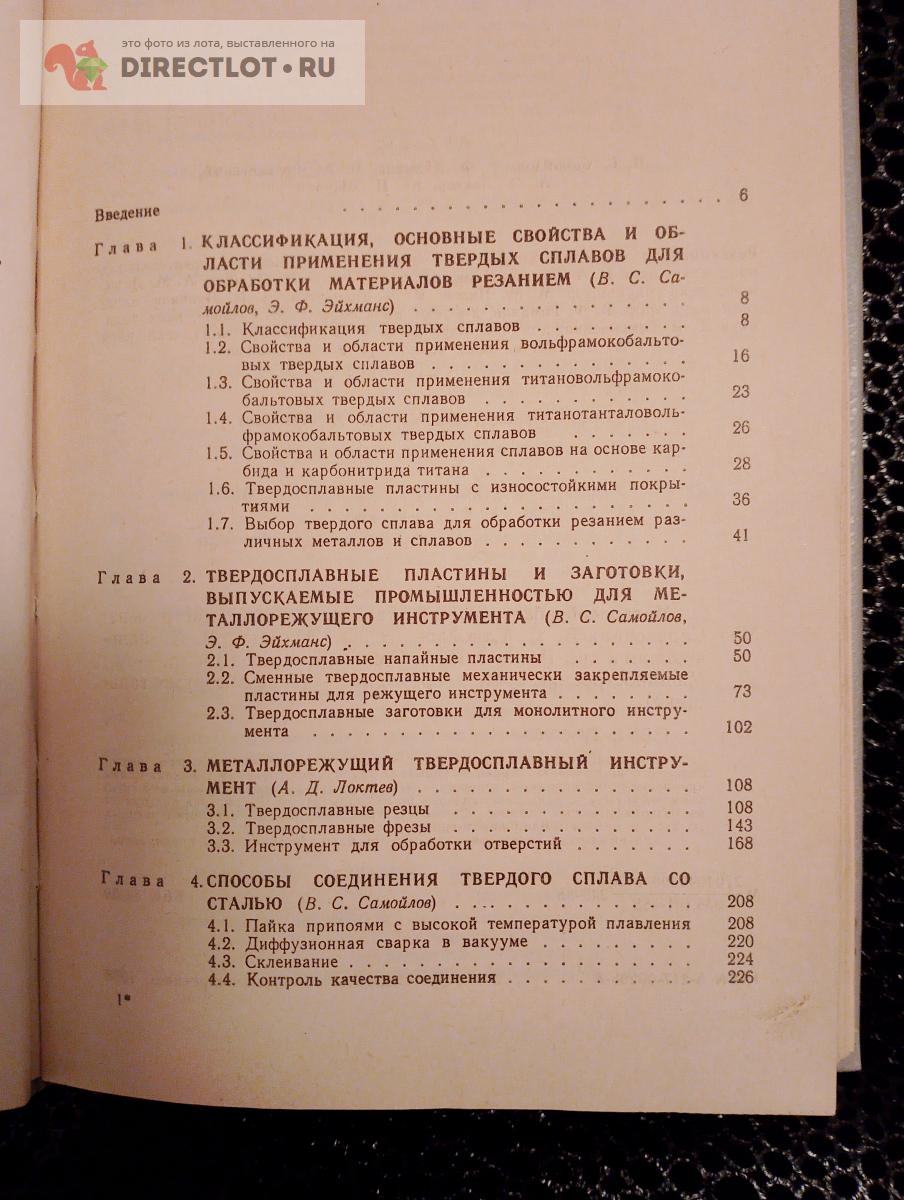 это фото из лота, выставленного на
DIRECTLOT•RU
Введение . . . . . . . . . . . . . . . . . . . . 6
Глава 1. КЛАССИФИКАЦИЯ, ОСНОВНЫЕ СВОЙСТВА И ОБ-
ЛАСТИ ПРИМЕНЕНИЯ ТВЕРДЫХ СПЛАВОВ ДЛЯ
ОБРАБОТКИ МАТЕРИАЛОВ РЕЗАНИЕМ (В. С. Са-
мойлов, Э. Ф. Эйхманс) . . . . . . . . . . . . . . . 8
1.1. Классификация твердых сплавов . . . . . . . . . 8
1.2. Свойства и области применения вольфрамокобальто-
вых твердых сплавов . . . . . . . . . . . . . . 16
1.3. Свойства и области применения титановольфрамоко-
бальтовых твердых сплавов . . . . . . . . . . . 23
1.4. Свойства и области применения титанотанталоволь-
фрамокобальтовых твердых сплавов . . . . . . . 26
1.5. Свойства и области применения сплавов на основе кар-
бида и карбонитрида титана . . . . . . . . . . . 28
1.6. Твердосплавные пластины с износостойкими покры-
тиями . . . . . . . . . . . . . . . . . . . . 36
1.7. Выбор твердого сплава для обработки резанием раз-
личных металлов и сплавов . . . . . . . . . . . 41
Глава 2. ТВЕРДОСПЛАВНЫЕ ПЛАСТИНЫ И ЗАГОТОВКИ,
ВЫПУСКАЕМЫЕ ПРОМЫШЛЕННОСТЬЮ ДЛЯ МЕ-
ТАЛЛОРЕЖУЩЕГО ИНСТРУМЕНТА (В. С. Самойлов,
Э. Ф. Эйхманс) . . . . . . . . . . . . . . . . . . 50
2.1. Твердосплавные напайные пластины . . . . . . . 50
2.2. Сменные твердосплавные механически закрепляемые
пластины для режущего инструмента . . . . . . . . 73
2.3. Твердосплавные заготовки для монолитного инстру-
мента . . . . . . . . . . . . . . . . . . . . 102
Глава 3. МЕТАЛЛОРЕЖУЩИЙ ТВЕРДОСПЛАВНЫЙ ИНСТРУ-
МЕНТ (А. Д. Локтев) . . . . . . . . . . . . . . . 108
3.1. Твердосплавные резцы . . . . . . . . . . . . . 108
3.2. Твердосплавные фрезы . . . . . . . . . . . . . 143
3.3. Инструмент для обработки отверстий . . . . . . . 168
Глава 4. СПОСОБЫ СОЕДИНЕНИЯ ТВЕРДОГО СПЛАВА СО
СТАЛЬЮ (В. С. Самойлов) . . . . . . . . . . . . . 208
4.1. Пайка припоями с высокой температурой плавления 208
4.2. Диффузионная сварка в вакууме . . . . . . . . . 220
4.3. Склеивание . . . . . . . . . . . . . . . . . . 224
4.4. Контроль качества соединения . . . . . . . . . . . 226
1*